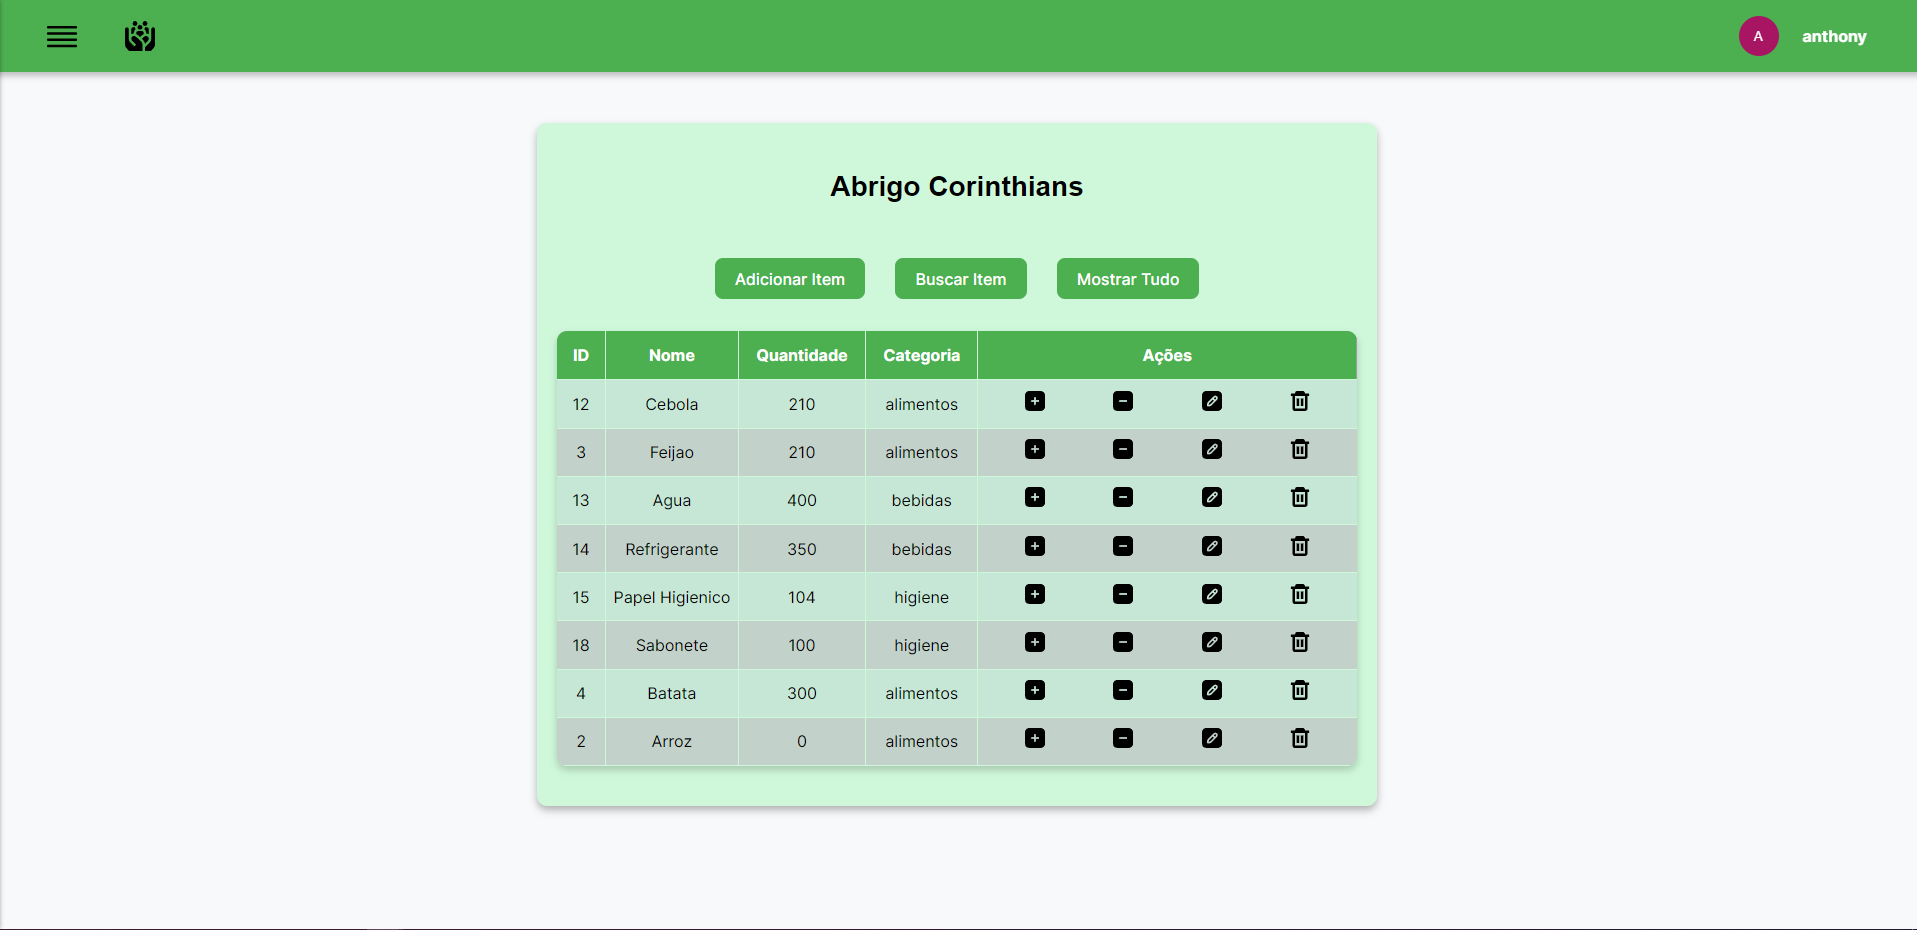 A anthony
Abrigo Corinthians
Adicionar Item Buscar Item Mostrar Tudo
ID Nome Quantidade Categoria Ações
12 Cebola 210 alimentos
3 Feijao 210 alimentos
13 Agua 400 bebidas
14 Refrigerante 350 bebidas
15 Papel Higienico 104 higiene
18 Sabonete 100 higiene
4 Batata 300 alimentos
2 Arroz 0 alimentos